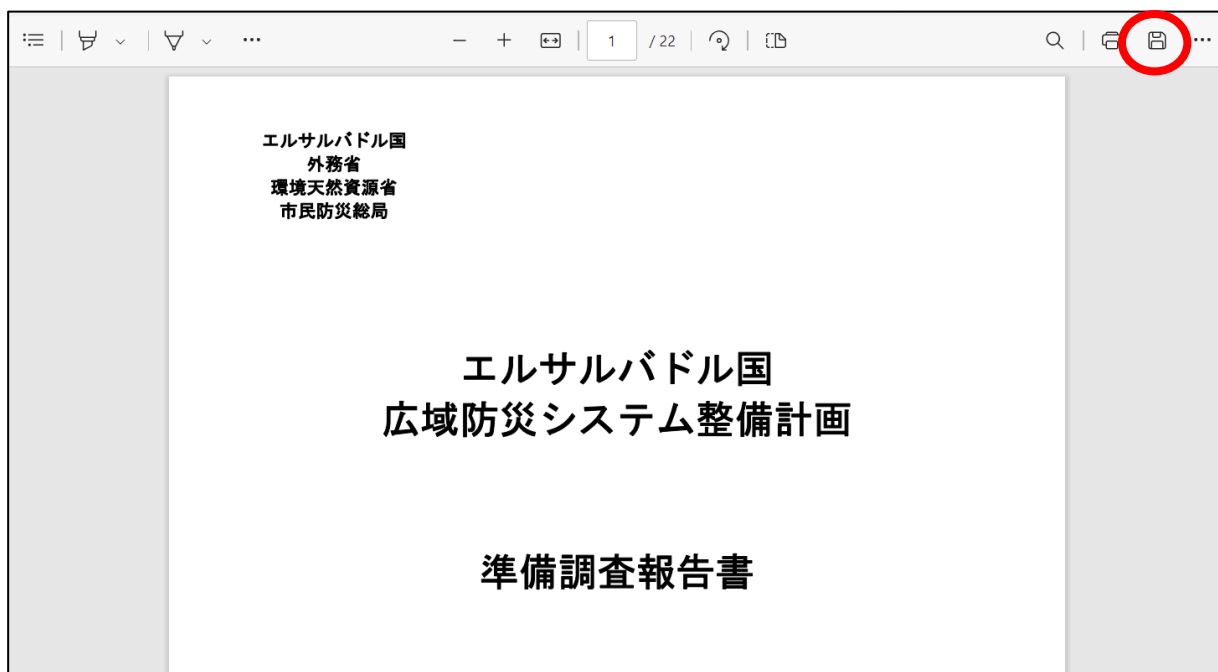 1 / 22
エルサルバドル国
外務省
環境天然資源省
市民防災総局
エルサルバドル国
広域防災システム整備計画
準備調査報告書